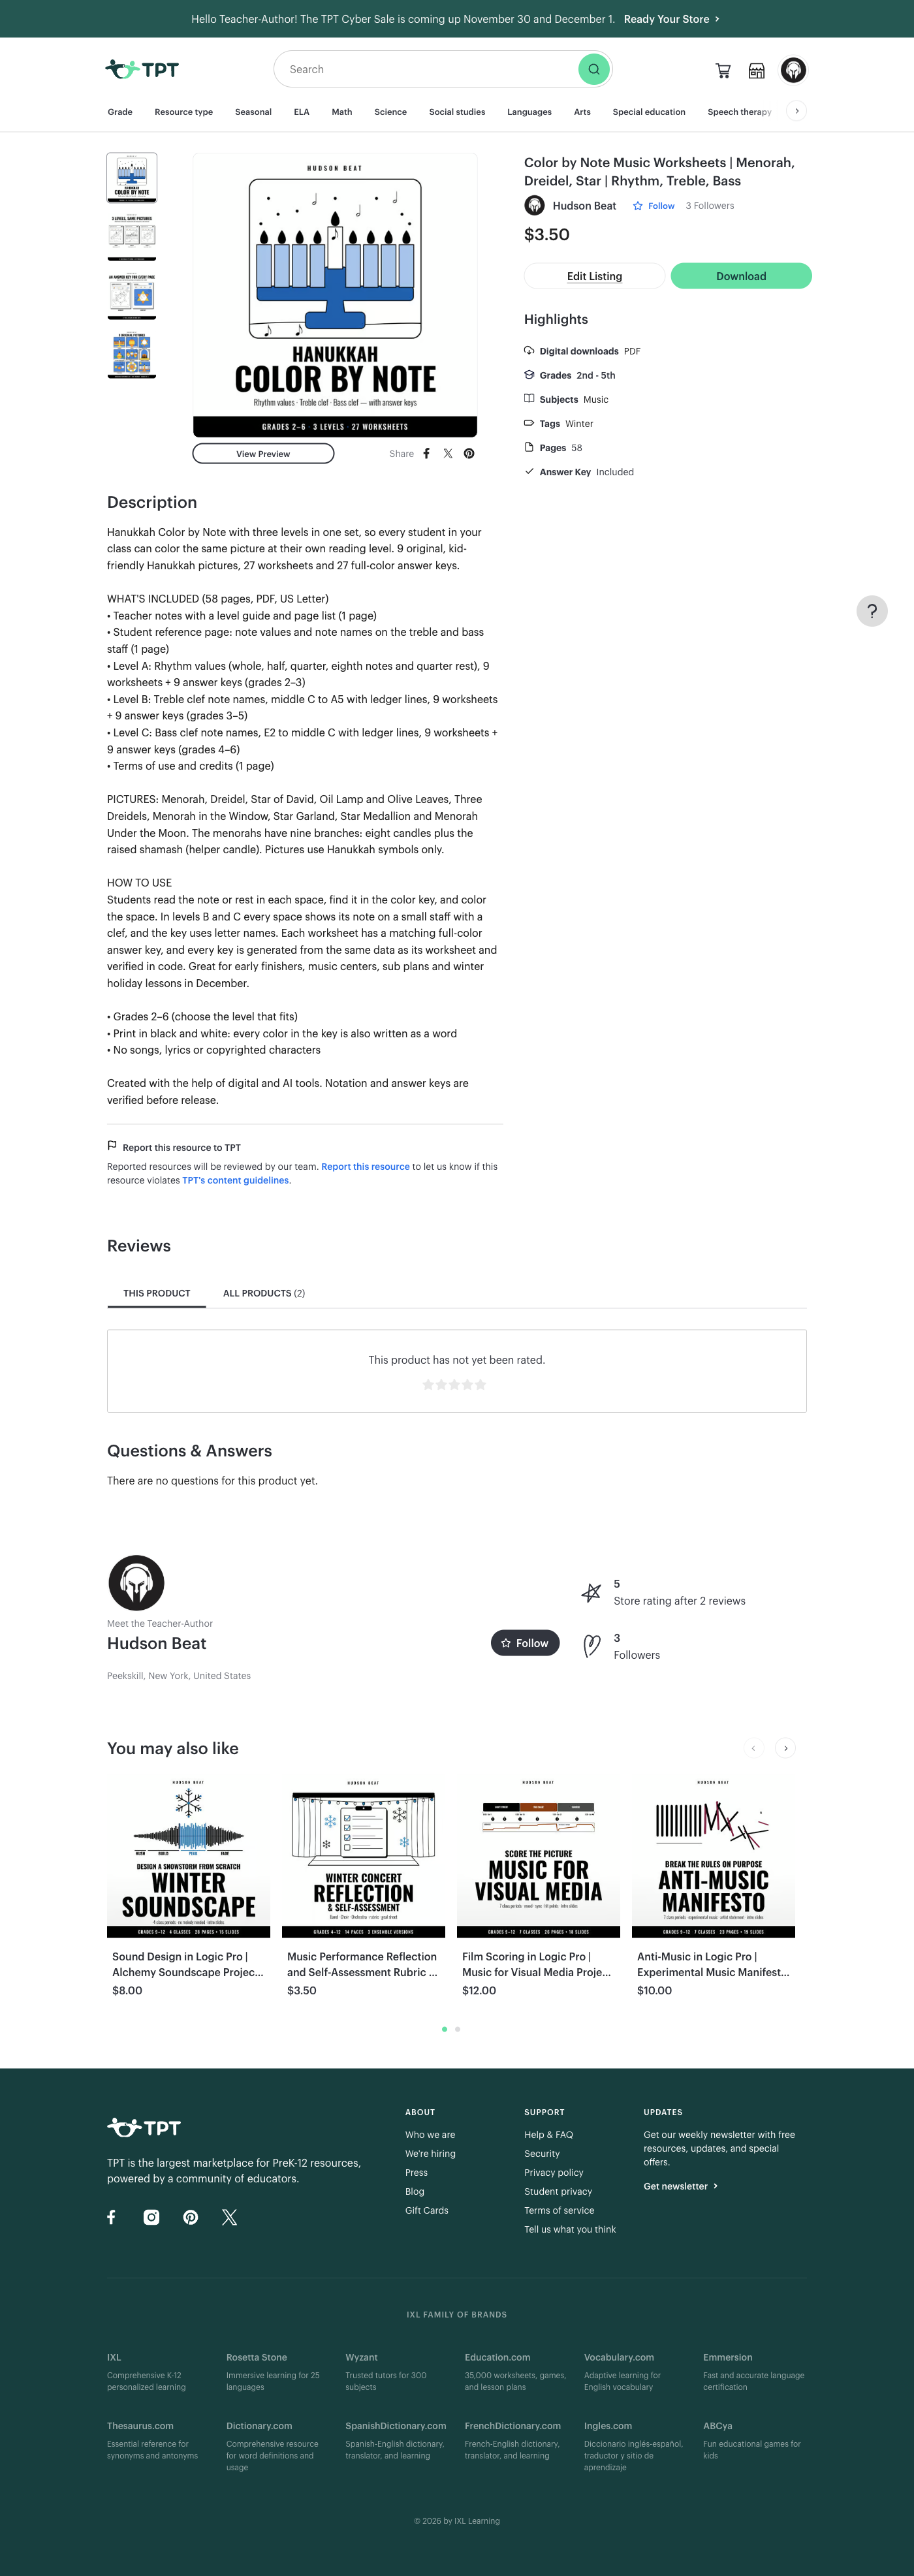 Hello Teacher-Author! The TPT Cyber Sale is coming up November 30 and December 1. Ready Your Store
TPT
Search
Grade Resource type Seasonal ELA Math Science Social studies Languages Arts Special education Speech therapy
HUDSON BEAT
HANUKKAH
COLOR BY NOTE
Rhythm values · Treble clef · Bass clef — with answer keys
GRADES 2–6 · 3 LEVELS · 27 WORKSHEETS
View Preview
Share
Color by Note Music Worksheets | Menorah,
Dreidel, Star | Rhythm, Treble, Bass
Hudson Beat Follow 3 Followers
$3.50
Edit Listing Download
Highlights
Digital downloads PDF
Grades 2nd - 5th
Subjects Music
Tags Winter
Pages 58
Answer Key Included
Description
Hanukkah Color by Note with three levels in one set, so every student in your
class can color the same picture at their own reading level. 9 original, kid-
friendly Hanukkah pictures, 27 worksheets and 27 full-color answer keys.
WHAT'S INCLUDED (58 pages, PDF, US Letter)
• Teacher notes with a level guide and page list (1 page)
• Student reference page: note values and note names on the treble and bass
staff (1 page)
• Level A: Rhythm values (whole, half, quarter, eighth notes and quarter rest), 9
worksheets + 9 answer keys (grades 2–3)
• Level B: Treble clef note names, middle C to A5 with ledger lines, 9 worksheets
+ 9 answer keys (grades 3–5)
• Level C: Bass clef note names, E2 to middle C with ledger lines, 9 worksheets +
9 answer keys (grades 4–6)
• Terms of use and credits (1 page)
PICTURES: Menorah, Dreidel, Star of David, Oil Lamp and Olive Leaves, Three
Dreidels, Menorah in the Window, Star Garland, Star Medallion and Menorah
Under the Moon. The menorahs have nine branches: eight candles plus the
raised shamash (helper candle). Pictures use Hanukkah symbols only.
HOW TO USE
Students read the note or rest in each space, find it in the color key, and color
the space. In levels B and C every space shows its note on a small staff with a
clef, and the key uses letter names. Each worksheet has a matching full-color
answer key, and every key is generated from the same data as its worksheet and
verified in code. Great for early finishers, music centers, sub plans and winter
holiday lessons in December.
• Grades 2–6 (choose the level that fits)
• Print in black and white: every color in the key is also written as a word
• No songs, lyrics or copyrighted characters
Created with the help of digital and AI tools. Notation and answer keys are
verified before release.
Report this resource to TPT
Reported resources will be reviewed by our team. Report this resource to let us know if this
resource violates TPT's content guidelines.
?
Reviews
THIS PRODUCT ALL PRODUCTS (2)
This product has not yet been rated.
Questions & Answers
There are no questions for this product yet.
Meet the Teacher-Author
Hudson Beat
Peekskill, New York, United States
Follow
5
Store rating after 2 reviews
3
Followers
You may also like
HUDSON BEAT
DESIGN A SNOWSTORM FROM SCRATCH
WINTER
SOUNDSCAPE
Sound Design in Logic Pro |
Alchemy Soundscape Projec...
$8.00
HUDSON BEAT
WINTER CONCERT
REFLECTION
& SELF-ASSESSMENT
Music Performance Reflection
and Self-Assessment Rubric ...
$3.50
HUDSON BEAT
SCORE THE PICTURE
MUSIC FOR
VISUAL MEDIA
Film Scoring in Logic Pro |
Music for Visual Media Proje...
$12.00
HUDSON BEAT
BREAK THE RULES ON PURPOSE
ANTI-MUSIC
MANIFESTO
Anti-Music in Logic Pro |
Experimental Music Manifest...
$10.00
TPT
TPT is the largest marketplace for PreK-12 resources,
powered by a community of educators.
ABOUT
Who we are
We're hiring
Press
Blog
Gift Cards
SUPPORT
Help & FAQ
Security
Privacy policy
Student privacy
Terms of service
Tell us what you think
UPDATES
Get our weekly newsletter with free
resources, updates, and special
offers.
Get newsletter
IXL FAMILY OF BRANDS
IXL
Comprehensive K-12
personalized learning
Rosetta Stone
Immersive learning for 25
languages
Wyzant
Trusted tutors for 300
subjects
Education.com
35,000 worksheets, games,
and lesson plans
Vocabulary.com
Adaptive learning for
English vocabulary
Emmersion
Fast and accurate language
certification
Thesaurus.com
Essential reference for
synonyms and antonyms
Dictionary.com
Comprehensive resource
for word definitions and
usage
SpanishDictionary.com
Spanish-English dictionary,
translator, and learning
FrenchDictionary.com
French-English dictionary,
translator, and learning
Ingles.com
Diccionario inglés-español,
traductor y sitio de
aprendizaje
ABCya
Fun educational games for
kids
© 2026 by IXL Learning